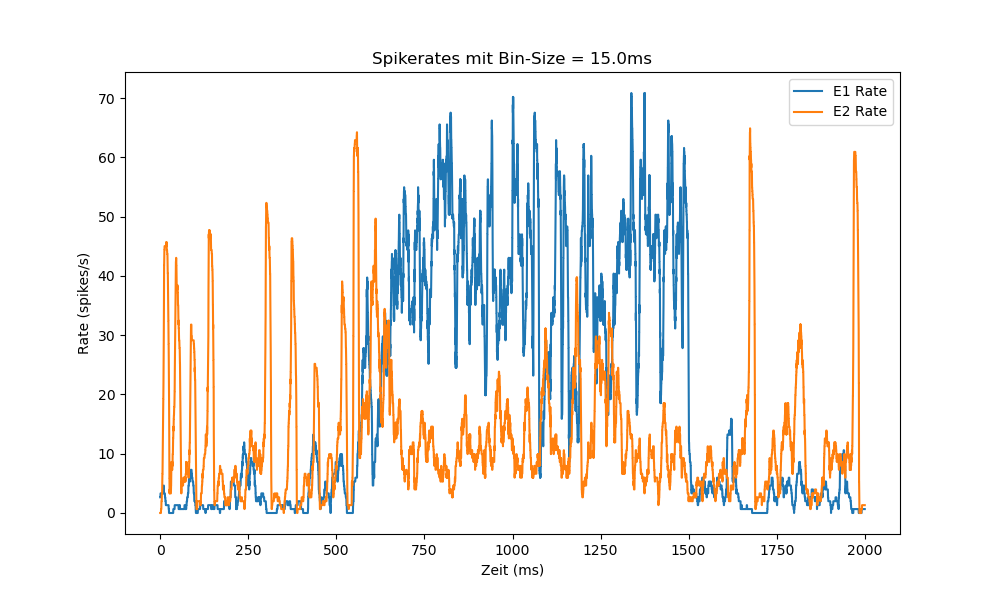 Spikerates mit Bin-Size = 15.0ms
E1 Rate
E2 Rate
Rate (spikes/s)
70
60
50
40
30
20
10
0
0 250 500 750 1000 1250 1500 1750 2000
Zeit (ms)